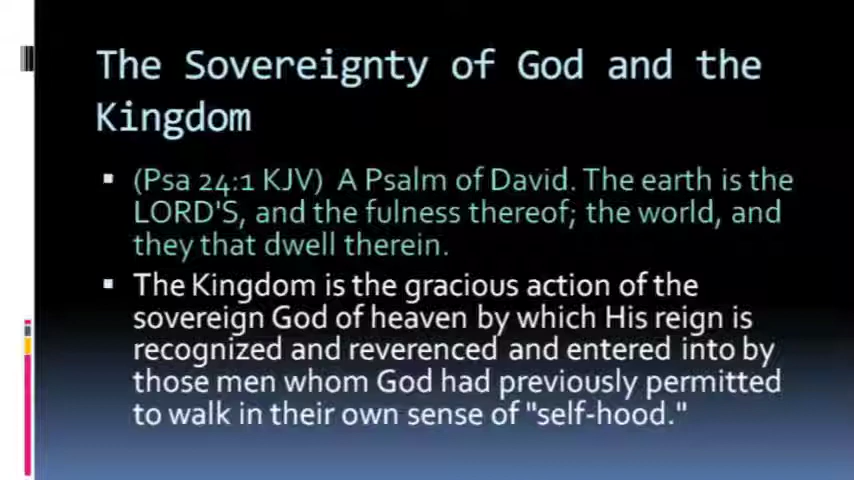 The Sovereignty of God and the
Kingdom
▪ (Psa 24:1 KJV) A Psalm of David. The earth is the
LORD'S, and the fulness thereof; the world, and
they that dwell therein.
▪ The Kingdom is the gracious action of the
sovereign God of heaven by which His reign is
recognized and reverenced and entered into by
those men whom God had previously permitted
to walk in their own sense of "self-hood."